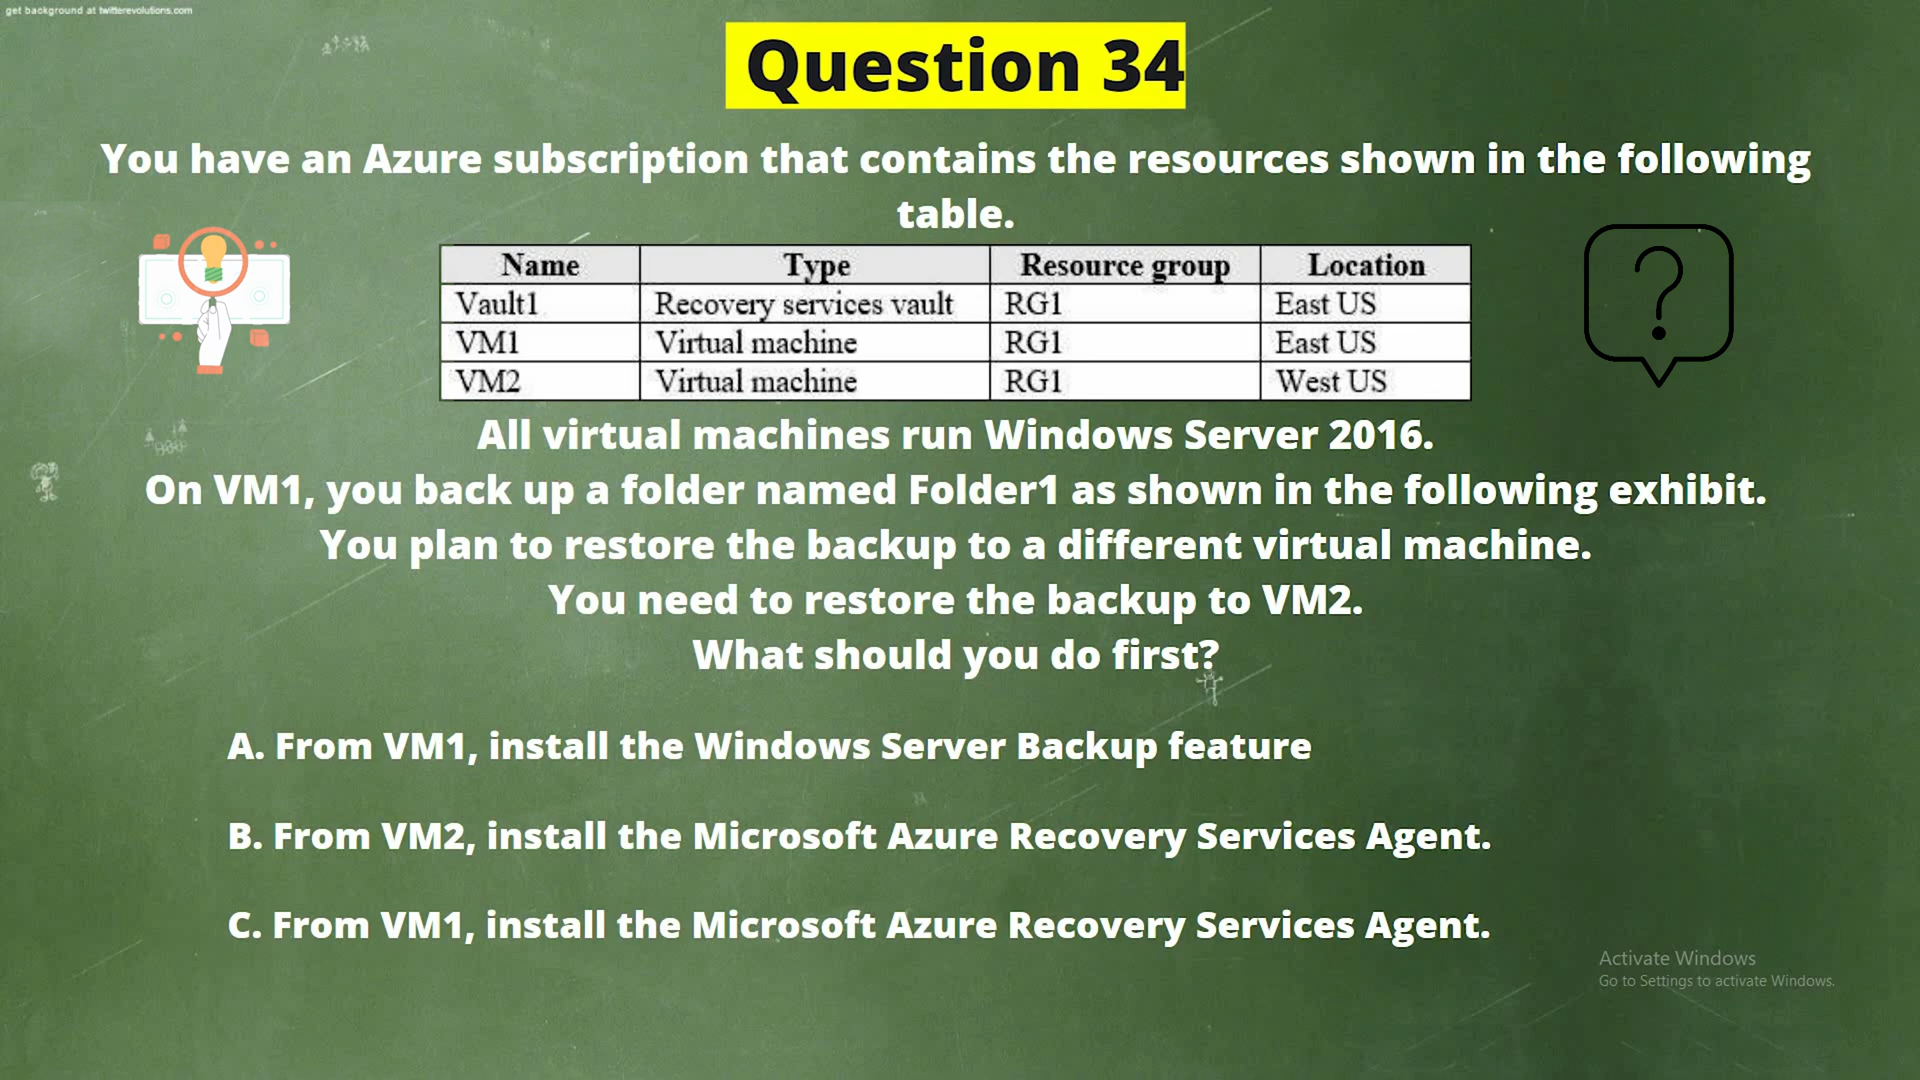 get background at twitterevolutions.com
Question 34
You have an Azure subscription that contains the resources shown in the following
table.
Name Type Resource group Location
Vault1 Recovery services vault RG1 East US
VM1 Virtual machine RG1 East US
VM2 Virtual machine RG1 West US
All virtual machines run Windows Server 2016.
On VM1, you back up a folder named Folder1 as shown in the following exhibit.
You plan to restore the backup to a different virtual machine.
You need to restore the backup to VM2.
What should you do first?
A. From VM1, install the Windows Server Backup feature
B. From VM2, install the Microsoft Azure Recovery Services Agent.
C. From VM1, install the Microsoft Azure Recovery Services Agent.
Activate Windows
Go to Settings to activate Windows.